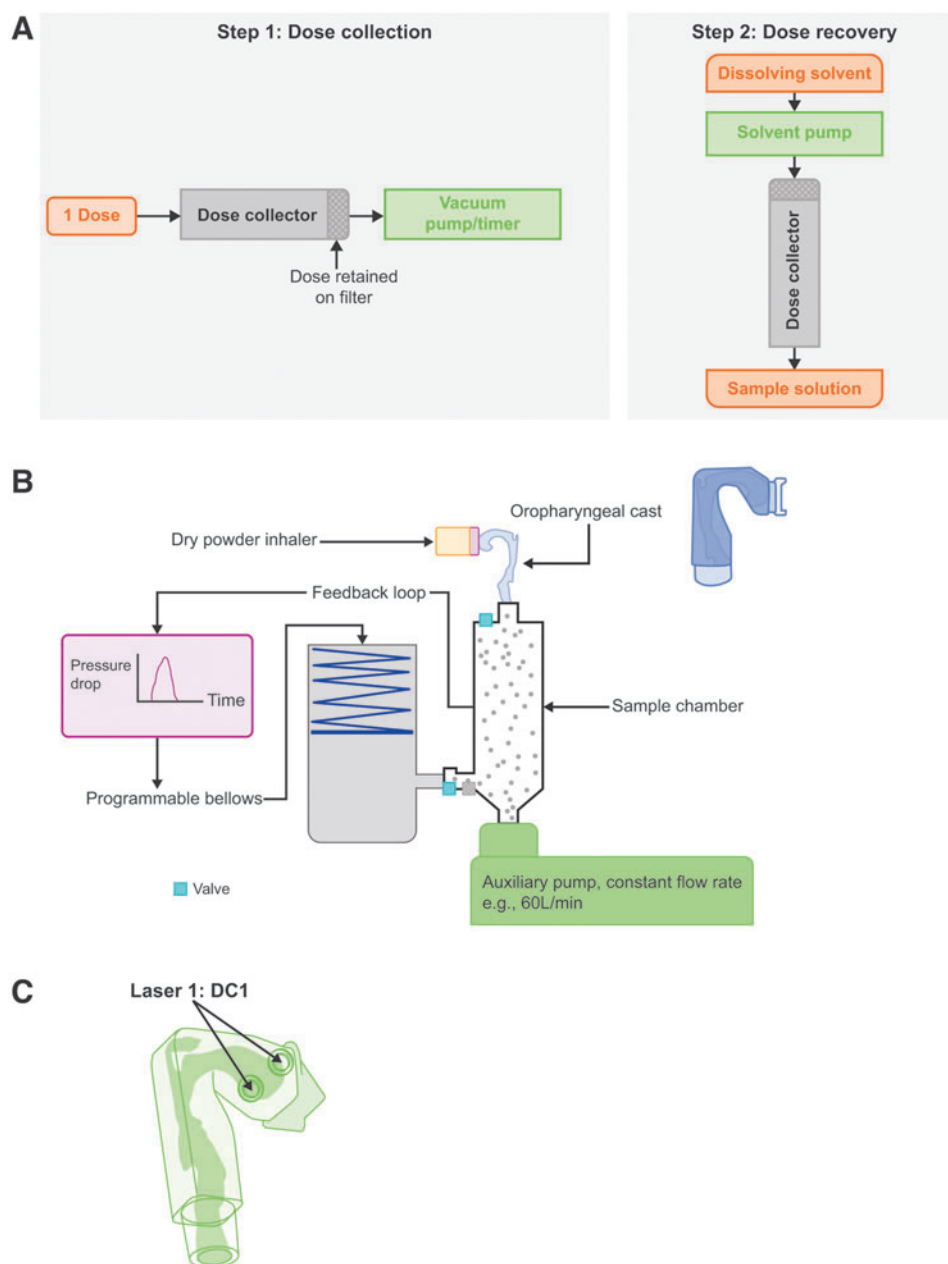 A
Step 1: Dose collection
1 Dose
Dose collector
Vacuum
pump/timer
Dose retained
on filter
Step 2: Dose recovery
Dissolving solvent
Solvent pump
Dose collector
Sample solution
B
Dry powder inhaler
Oropharyngeal cast
Feedback loop
Pressure
drop
Time
Sample chamber
Programmable bellows
Valve
Auxiliary pump, constant flow rate
e.g., 60L/min
C
Laser 1: DC1